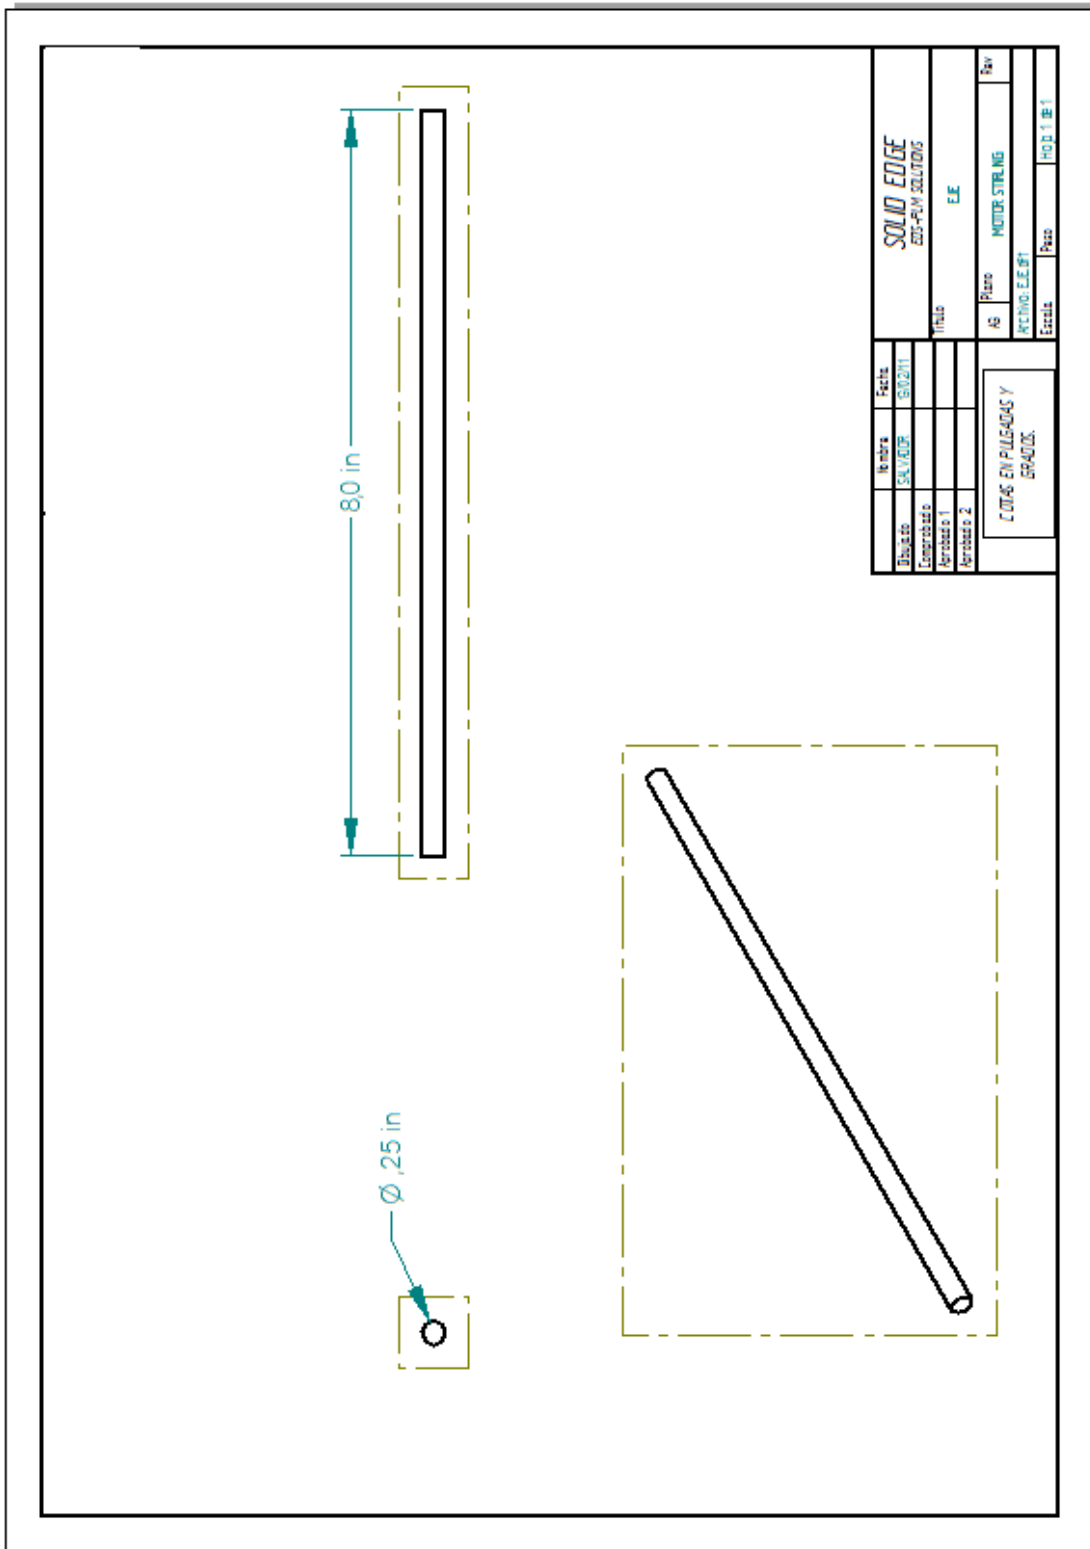 Ø ,25 in
8,0 in
Nombre Fecha
Dibujado SALVADOR
Comprobado
Aprobado 1
Aprobado 2
SOLID EDGE
EDS-PLM SOLUTIONS
Título
EJE
A3 Plano Rev
MOTOR STIRLING
COTAS EN PULGADAS Y
GRADOS.
Archivo: EJE.dft
Escala Peso Hoja 1 de 1